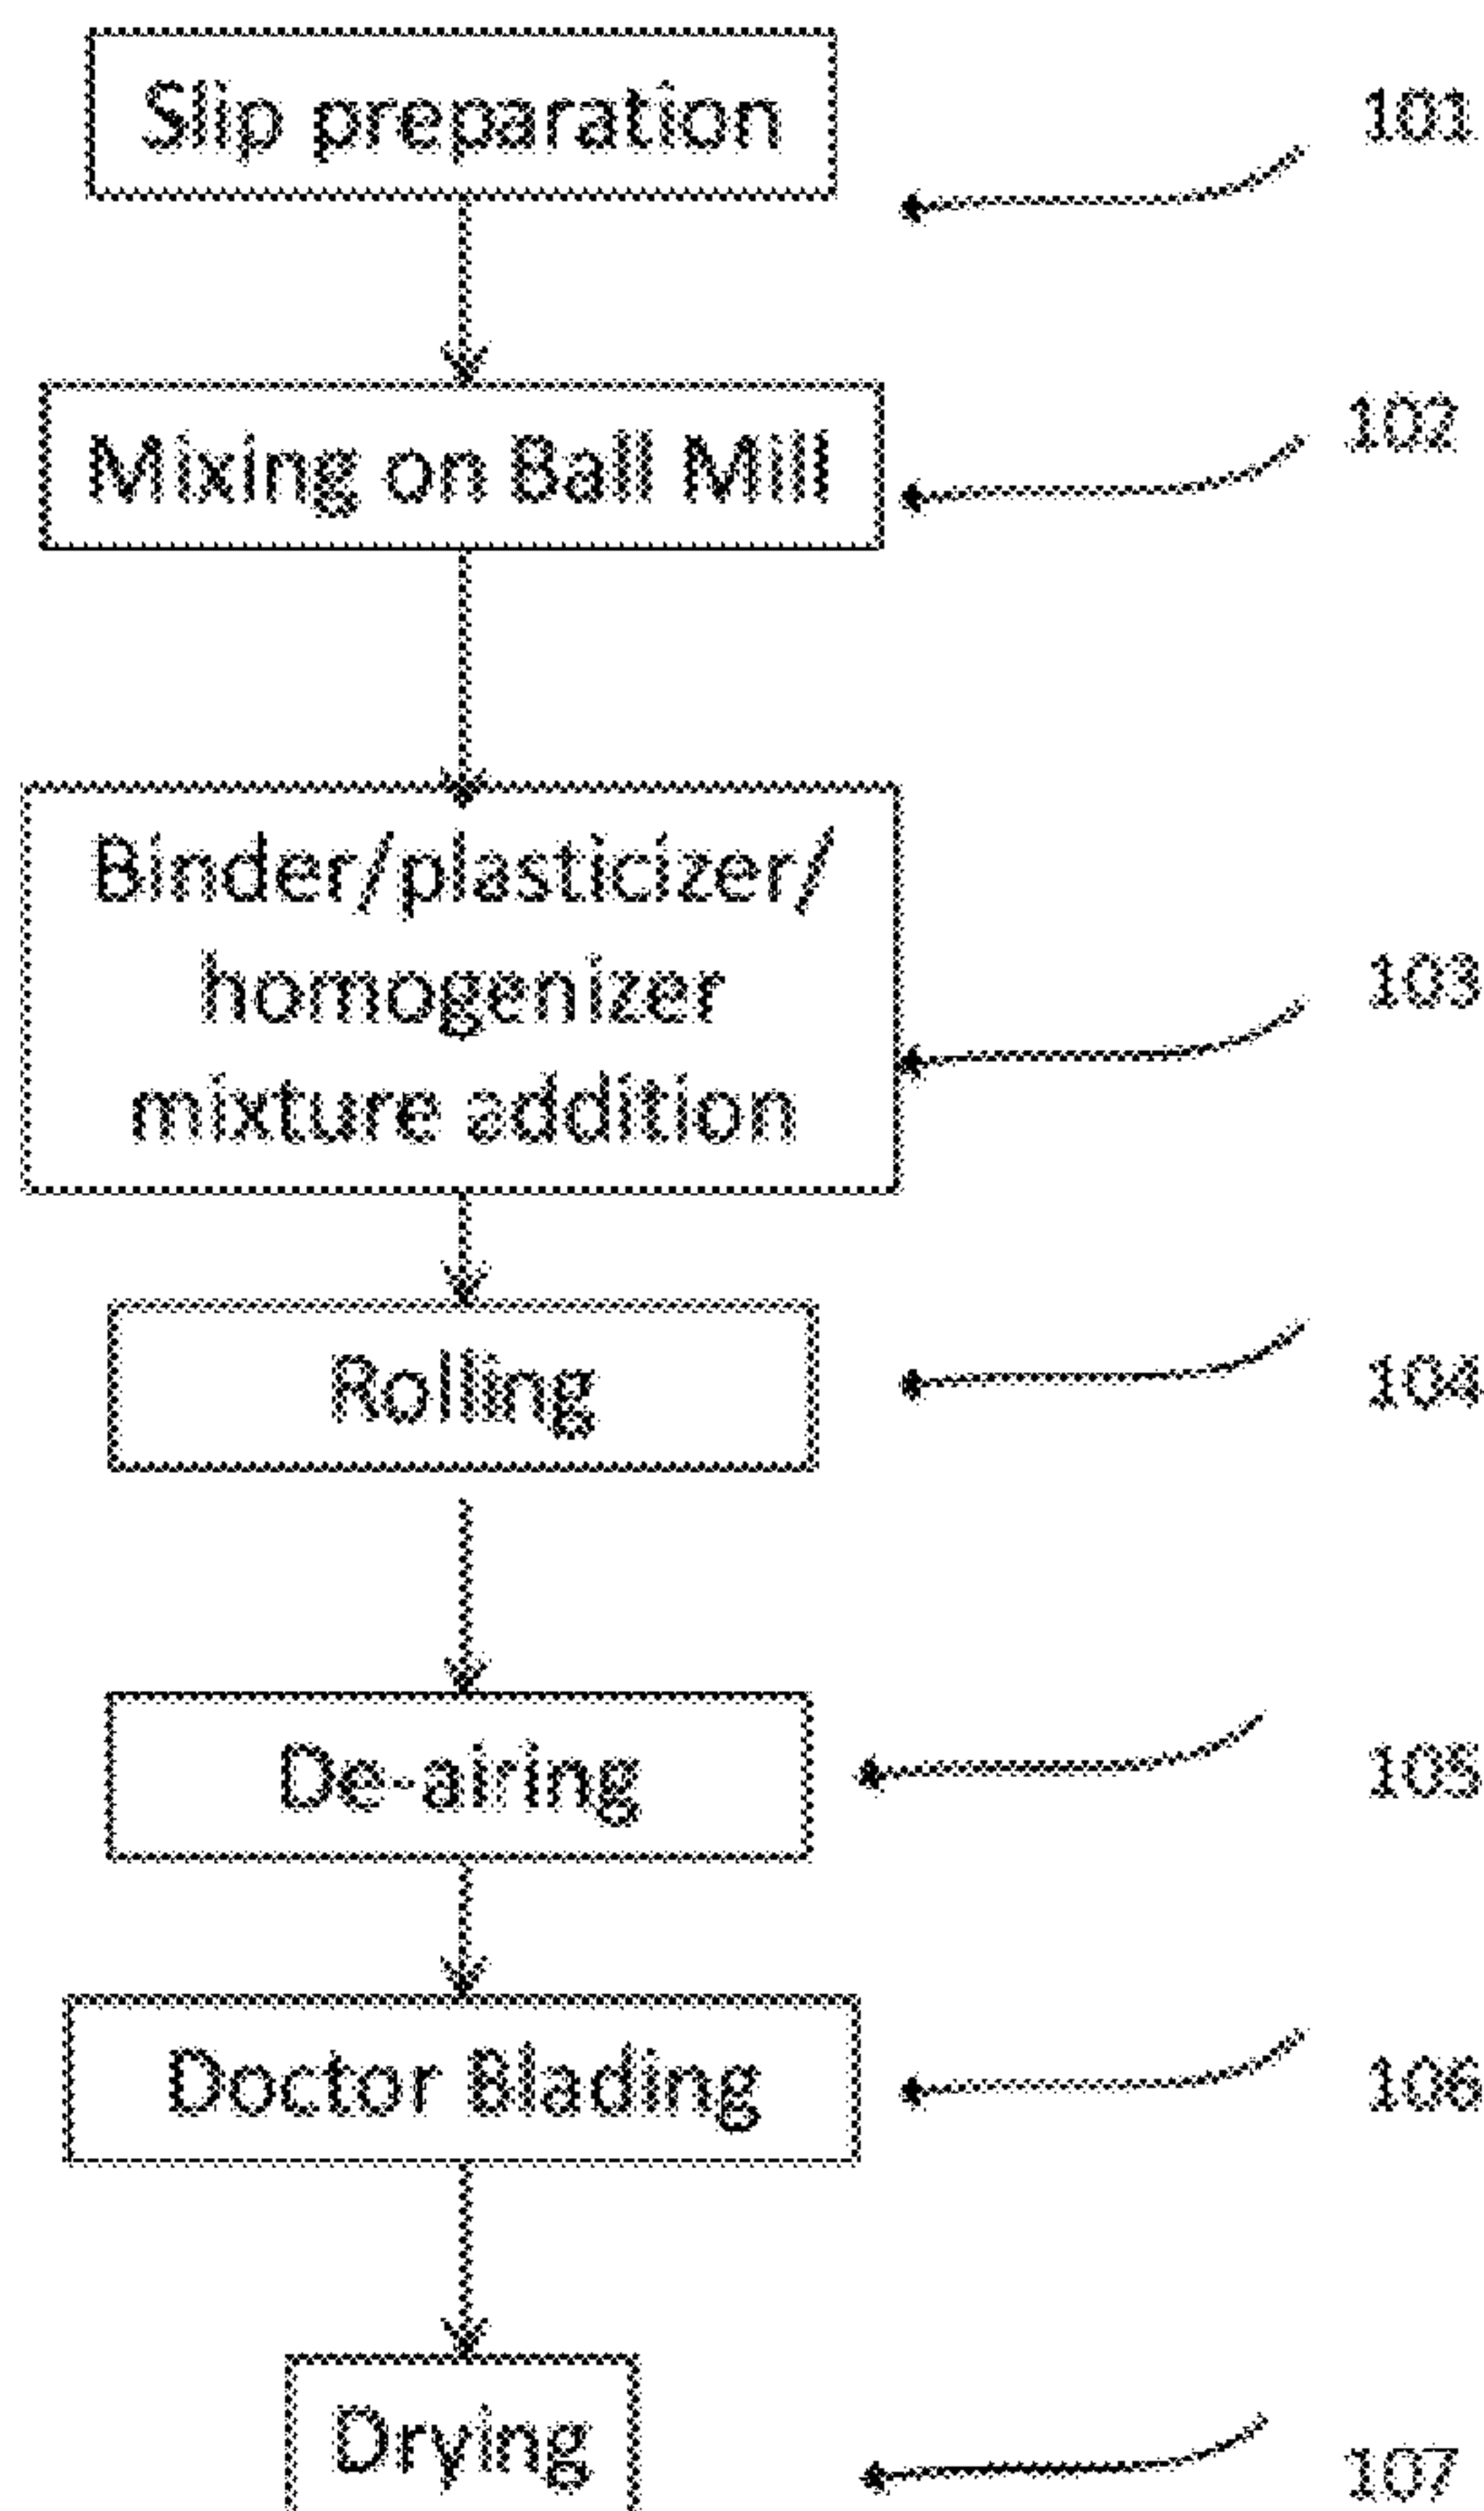 Slip preparation
101
Mixing on Ball Mill
102
Binder/plasticizer/
homogenizer
mixture addition
103
Rolling
104
De-airing
105
Doctor Blading
106
Drying
107